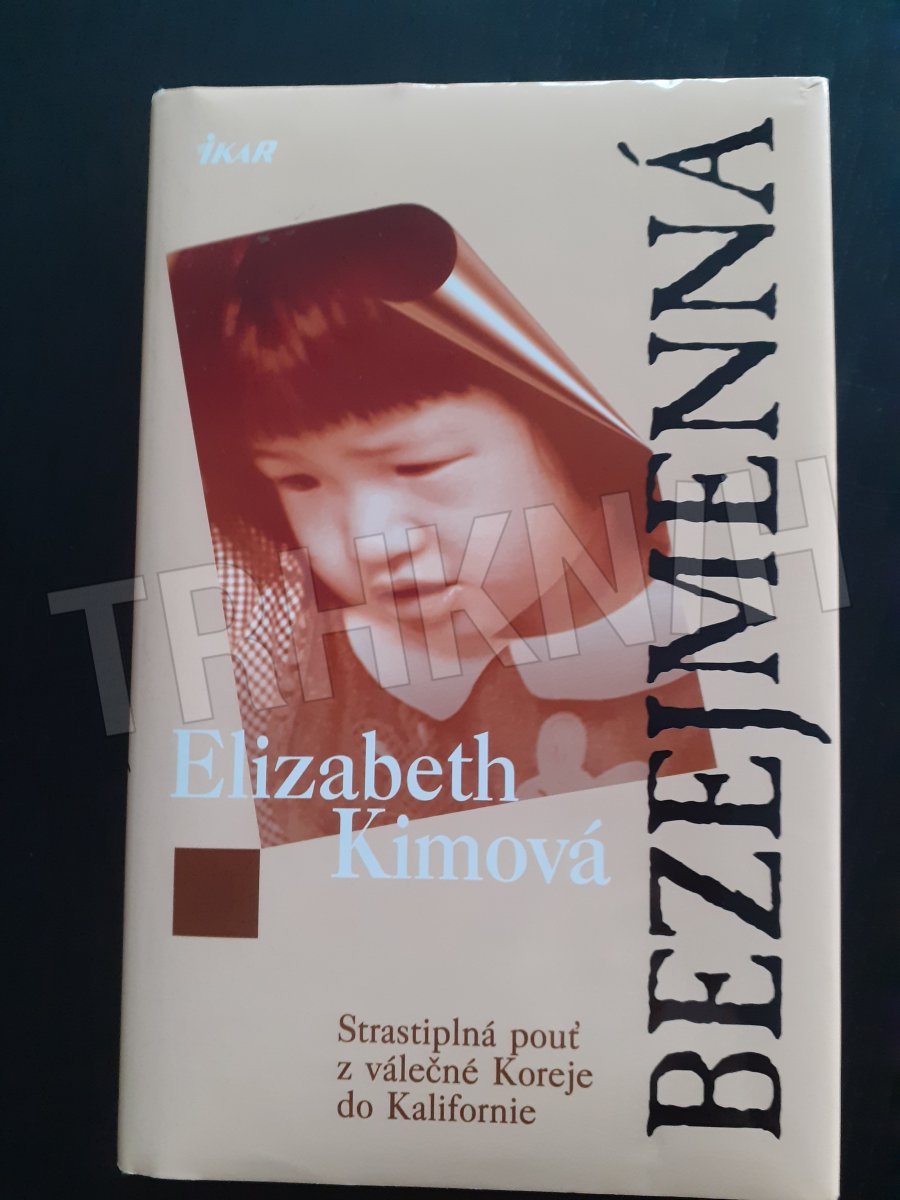 iKAR
BEZEJMENNÁ
Elizabeth
Kimová
Strastiplná pouť
z válečné Koreje
do Kalifornie
TRHKNIH